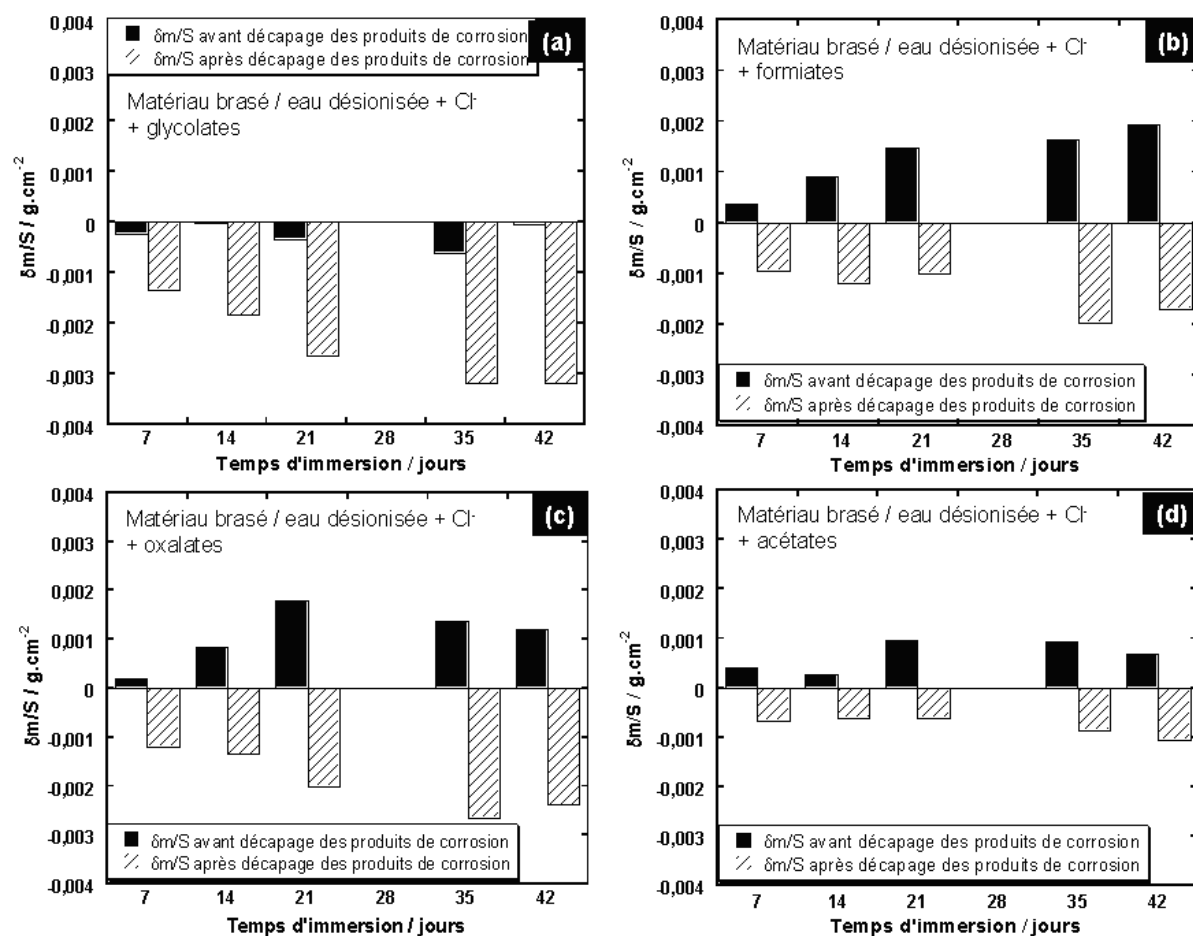 0,004
0,003
0,002
0,001
0
-0,001
-0,002
-0,003
-0,004
δm/S / g.cm-2
δm/S avant décapage des produits de corrosion
δm/S après décapage des produits de corrosion
(a)
Matériau brasé / eau désionisée + Cl-
+ glycolates
7 14 21 28 35 42
Temps d'immersion / jours
0,004
0,003
0,002
0,001
0
-0,001
-0,002
-0,003
-0,004
δm/S / g.cm-2
(b)
Matériau brasé / eau désionisée + Cl-
+ formiates
δm/S avant décapage des produits de corrosion
δm/S après décapage des produits de corrosion
7 14 21 28 35 42
Temps d'immersion / jours
0,004
0,003
0,002
0,001
0
-0,001
-0,002
-0,003
-0,004
δm/S / g.cm-2
(c)
Matériau brasé / eau désionisée + Cl-
+ oxalates
δm/S avant décapage des produits de corrosion
δm/S après décapage des produits de corrosion
7 14 21 28 35 42
Temps d'immersion / jours
0,004
0,003
0,002
0,001
0
-0,001
-0,002
-0,003
-0,004
δm/S / g.cm-2
(d)
Matériau brasé / eau désionisée + Cl-
+ acétates
δm/S avant décapage des produits de corrosion
δm/S après décapage des produits de corrosion
7 14 21 28 35 42
Temps d'immersion / jours